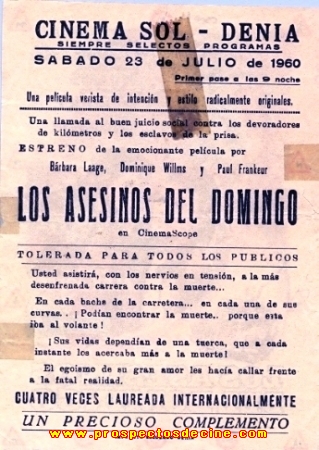 CINEMA SOL - DENIA
SIEMPRE SELECTOS PROGRAMAS
SABADO 23 de JULIO de 1960
Primer pase a las 9 noche
Una película verista de intención y estilo radicalmente originales.
Una llamada al buen juicio social contra los devoradores
de kilómetros y los esclavos de la prisa.
ESTRENO de la emocionante película por
Bárbara Laage, Dominique Willms y Paul Frankeur
LOS ASESINOS DEL DOMINGO
en CinemaScope
TOLERADA PARA TODOS LOS PUBLICOS
Usted asistirá, con los nervios en tensión, a la más
desenfrenada carrera contra la muerte...
En cada bache de la carretera... en cada una de sus
curvas.. ¡Podían encontrar la muerte.. porque esta
iba al volante!
¡Sus vidas dependían de una tuerca, que a cada
instante los acercaba más a la muerte!
El egoísmo de su gran amor les hacía callar frente
a la fatal realidad.
CUATRO VECES LAUREADA INTERNACIONALMENTE
UN PRECIOSO COMPLEMENTO
www.prospectosdecine.com